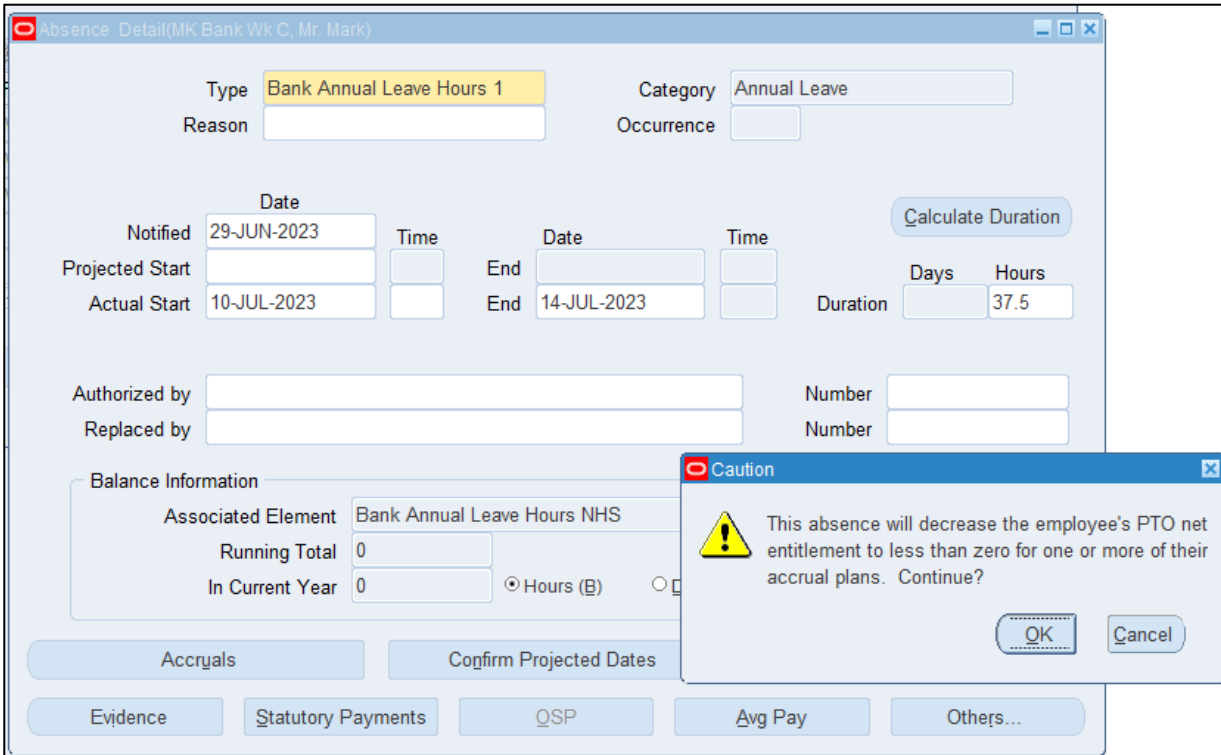 Absence Detail(MK Bank Wk C, Mr. Mark)
Type Bank Annual Leave Hours 1 Category Annual Leave
Reason Occurrence
Date
Calculate Duration
Notified 29-JUN-2023 Time Date Time
Projected Start End Days Hours
Actual Start 10-JUL-2023 End 14-JUL-2023 Duration 37.5
Authorized by Number
Replaced by Number
Balance Information
Associated Element Bank Annual Leave Hours NHS
Running Total 0
In Current Year 0 Hours (B)
Caution
This absence will decrease the employee's PTO net
entitlement to less than zero for one or more of their
accrual plans. Continue?
OK Cancel
Accruals Confirm Projected Dates
Evidence Statutory Payments OSP Avg Pay Others...